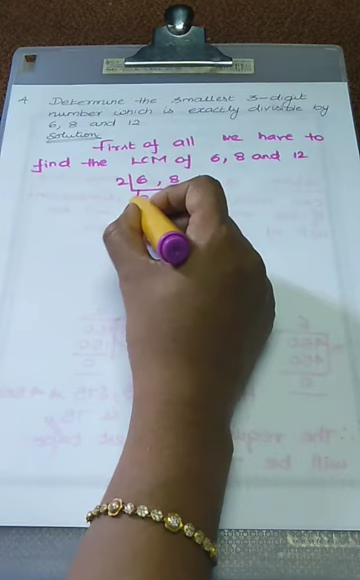 4 Determine the smallest 3-digit
number which is exactly divisible by
6, 8 and 12
Solution
First of all we have to
find the LCM of 6, 8 and 12
2 6, 8